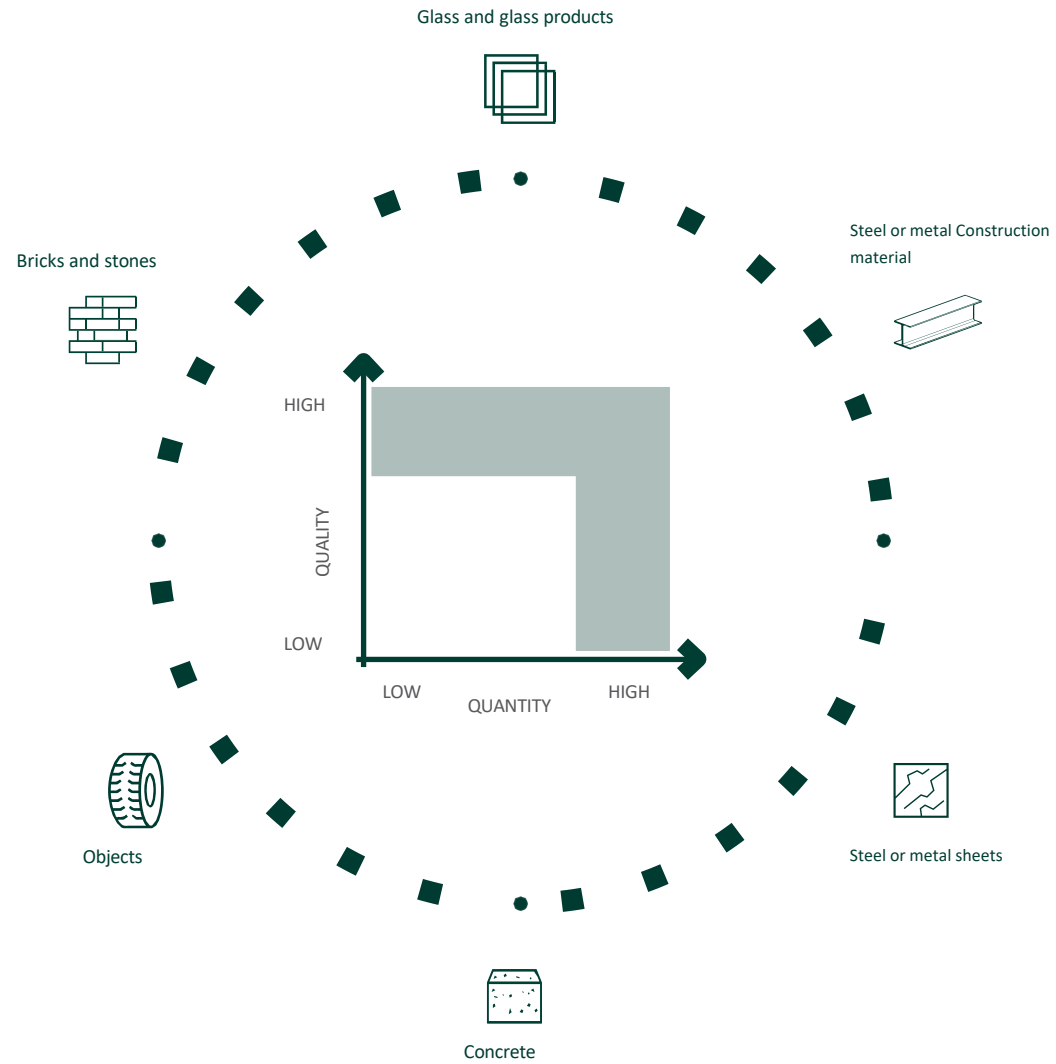 Glass and glass products
Steel or metal Construction
material
Bricks and stones
HIGH
QUALITY
LOW
LOW
HIGH
QUANTITY
Objects
Steel or metal sheets
Concrete